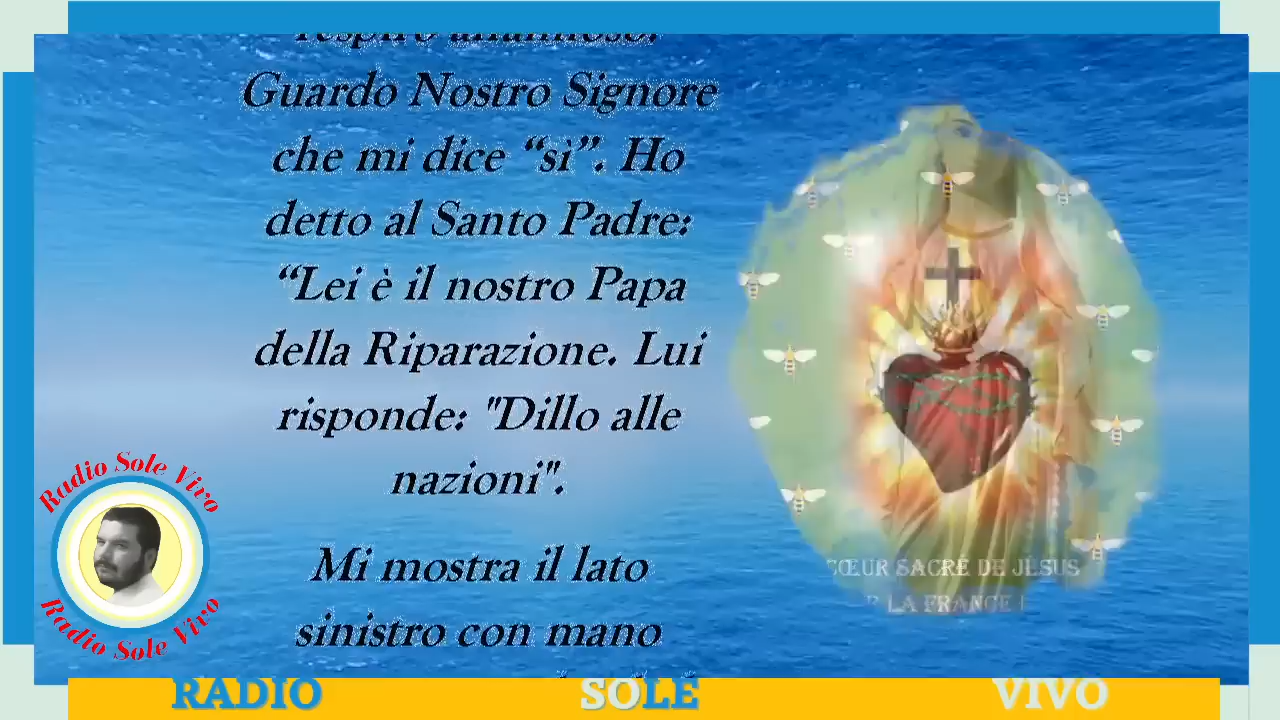 respiro affannoso.
Guardo Nostro Signore
che mi dice “sì”. Ho
detto al Santo Padre:
“Lei è il nostro Papa
della Riparazione. Lui
risponde: "Dillo alle
nazioni".
Mi mostra il lato
sinistro con mano
CŒUR SACRÉ DE JÉSUS
LA FRANCE !
Radio Sole Vivo
Radio Sole Vivo
RADIO SOLE VIVO